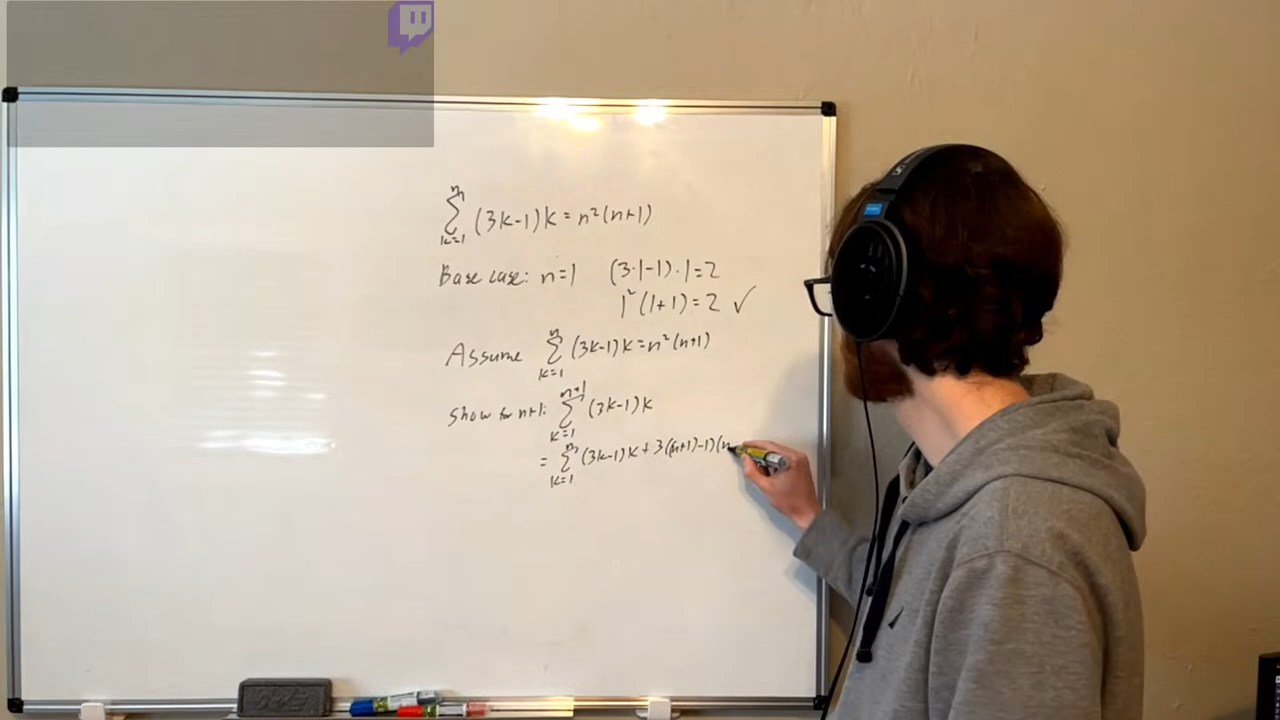 n
∑ (3k-1)k = n²(n+1)
k=1
Base case: n=1 (3·1-1)·1=2
1²(1+1)=2 ✓
n
Assume ∑ (3k-1)k=n²(n+1)
k=1
n+1
Show for n+1: ∑ (3k-1)k
k=1
n
= ∑ (3k-1)k + 3((n+1)-1)(n
k=1